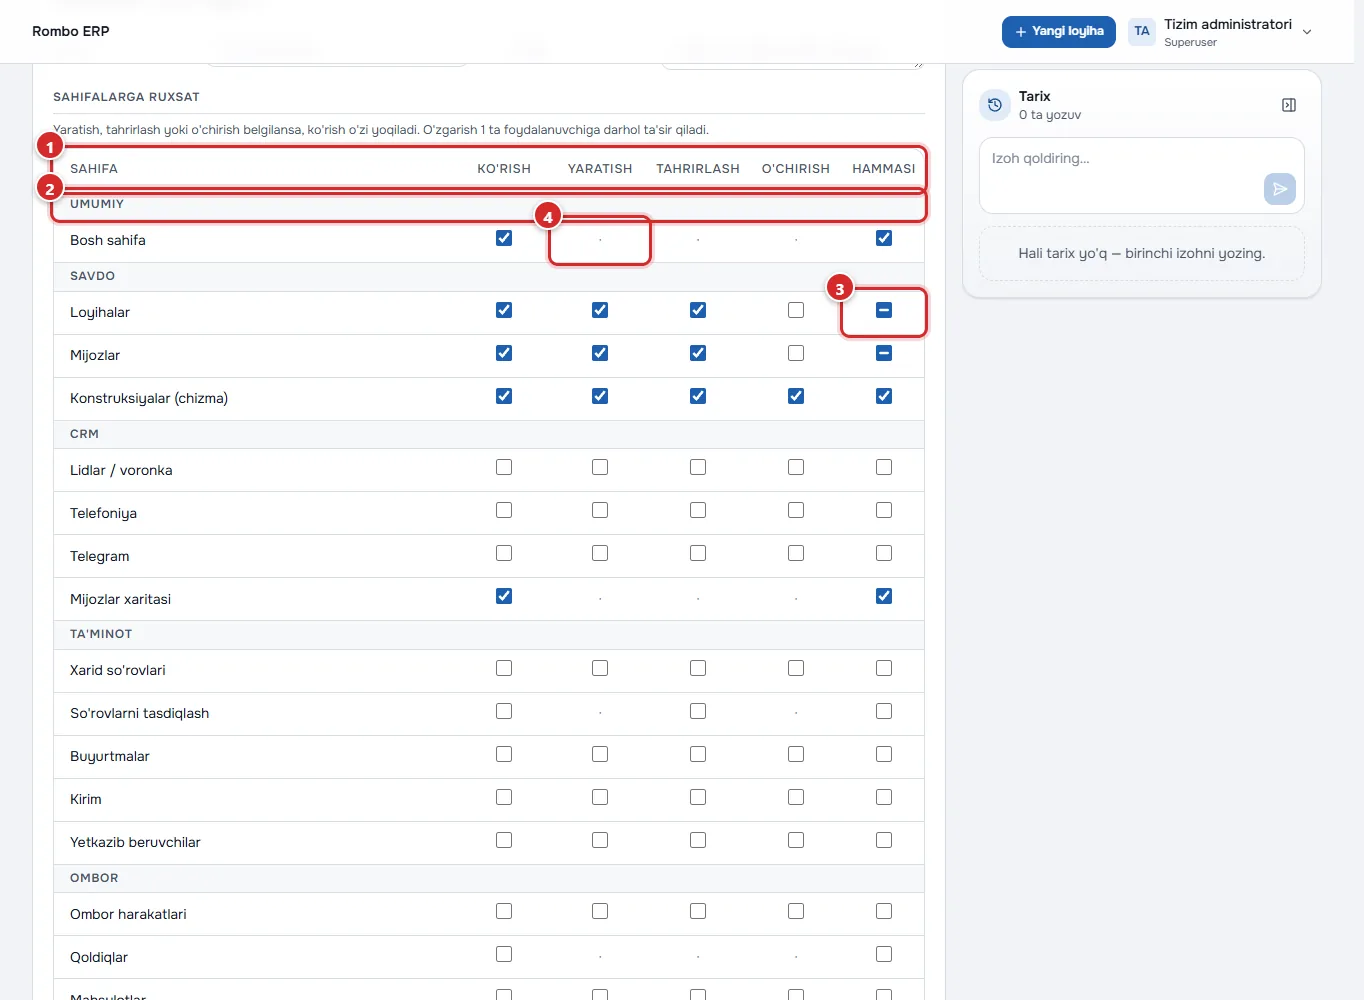 Rombo ERP
+ Yangi loyiha
TA
Tizim administratori
Superuser
SAHIFALARGA RUXSAT
Yaratish, tahrirlash yoki o'chirish belgilansa, ko'rish o'zi yoqiladi. O'zgarish 1 ta foydalanuvchiga darhol ta'sir qiladi.
1
SAHIFA KO'RISH YARATISH TAHRIRLASH O'CHIRISH HAMMASI
2
UMUMIY
4
Bosh sahifa
SAVDO
3
Loyihalar
Mijozlar
Konstruksiyalar (chizma)
CRM
Lidlar / voronka
Telefoniya
Telegram
Mijozlar xaritasi
TA'MINOT
Xarid so'rovlari
So'rovlarni tasdiqlash
Buyurtmalar
Kirim
Yetkazib beruvchilar
OMBOR
Ombor harakatlari
Qoldiqlar
Mahsulotlar
Tarix
0 ta yozuv
Izoh qoldiring...
Hali tarix yo'q — birinchi izohni yozing.